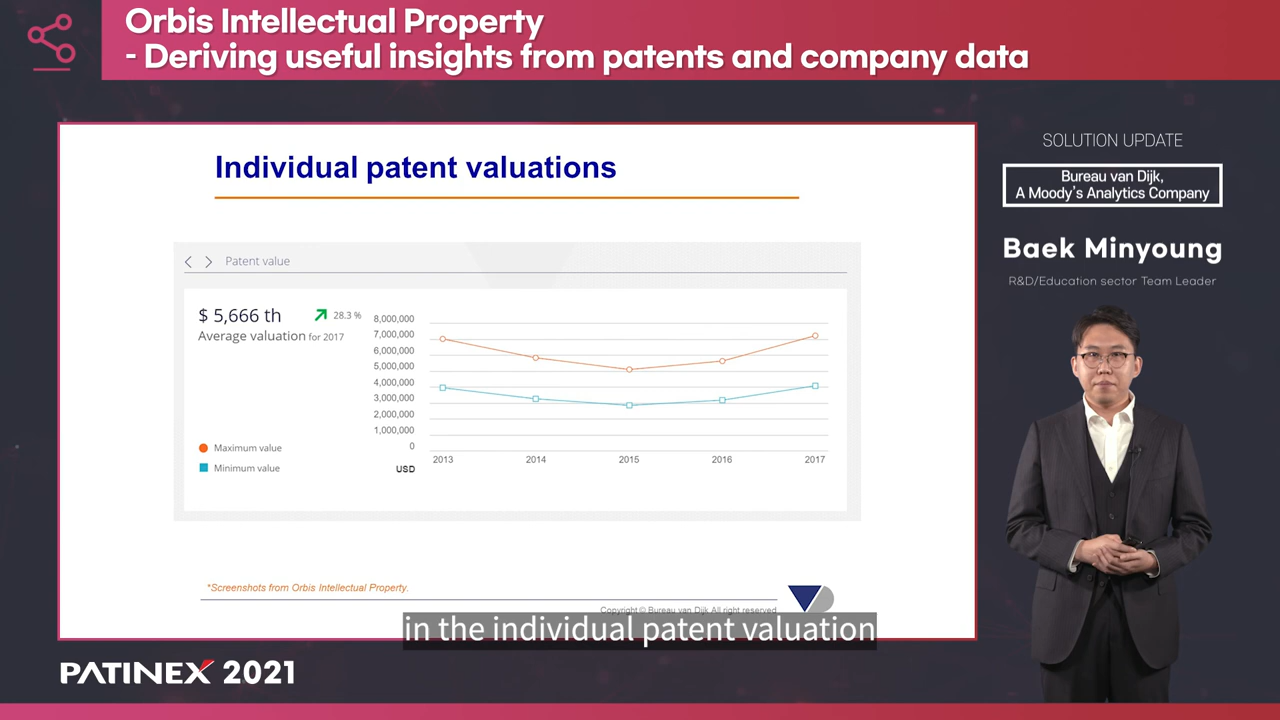 Orbis Intellectual Property
- Deriving useful insights from patents and company data
SOLUTION UPDATE
Bureau van Dijk,
A Moody's Analytics Company
Baek Minyoung
R&D/Education sector Team Leader
Individual patent valuations
Patent value
$ 5,666 th
28.3 %
Average valuation for 2017
8,000,000
7,000,000
6,000,000
5,000,000
4,000,000
3,000,000
2,000,000
1,000,000
0
USD
2013 2014 2015 2016 2017
Maximum value
Minimum value
*Screenshots from Orbis Intellectual Property.
Copyright © Bureau van Dijk All right reserved
in the individual patent valuation
PATINEX 2021